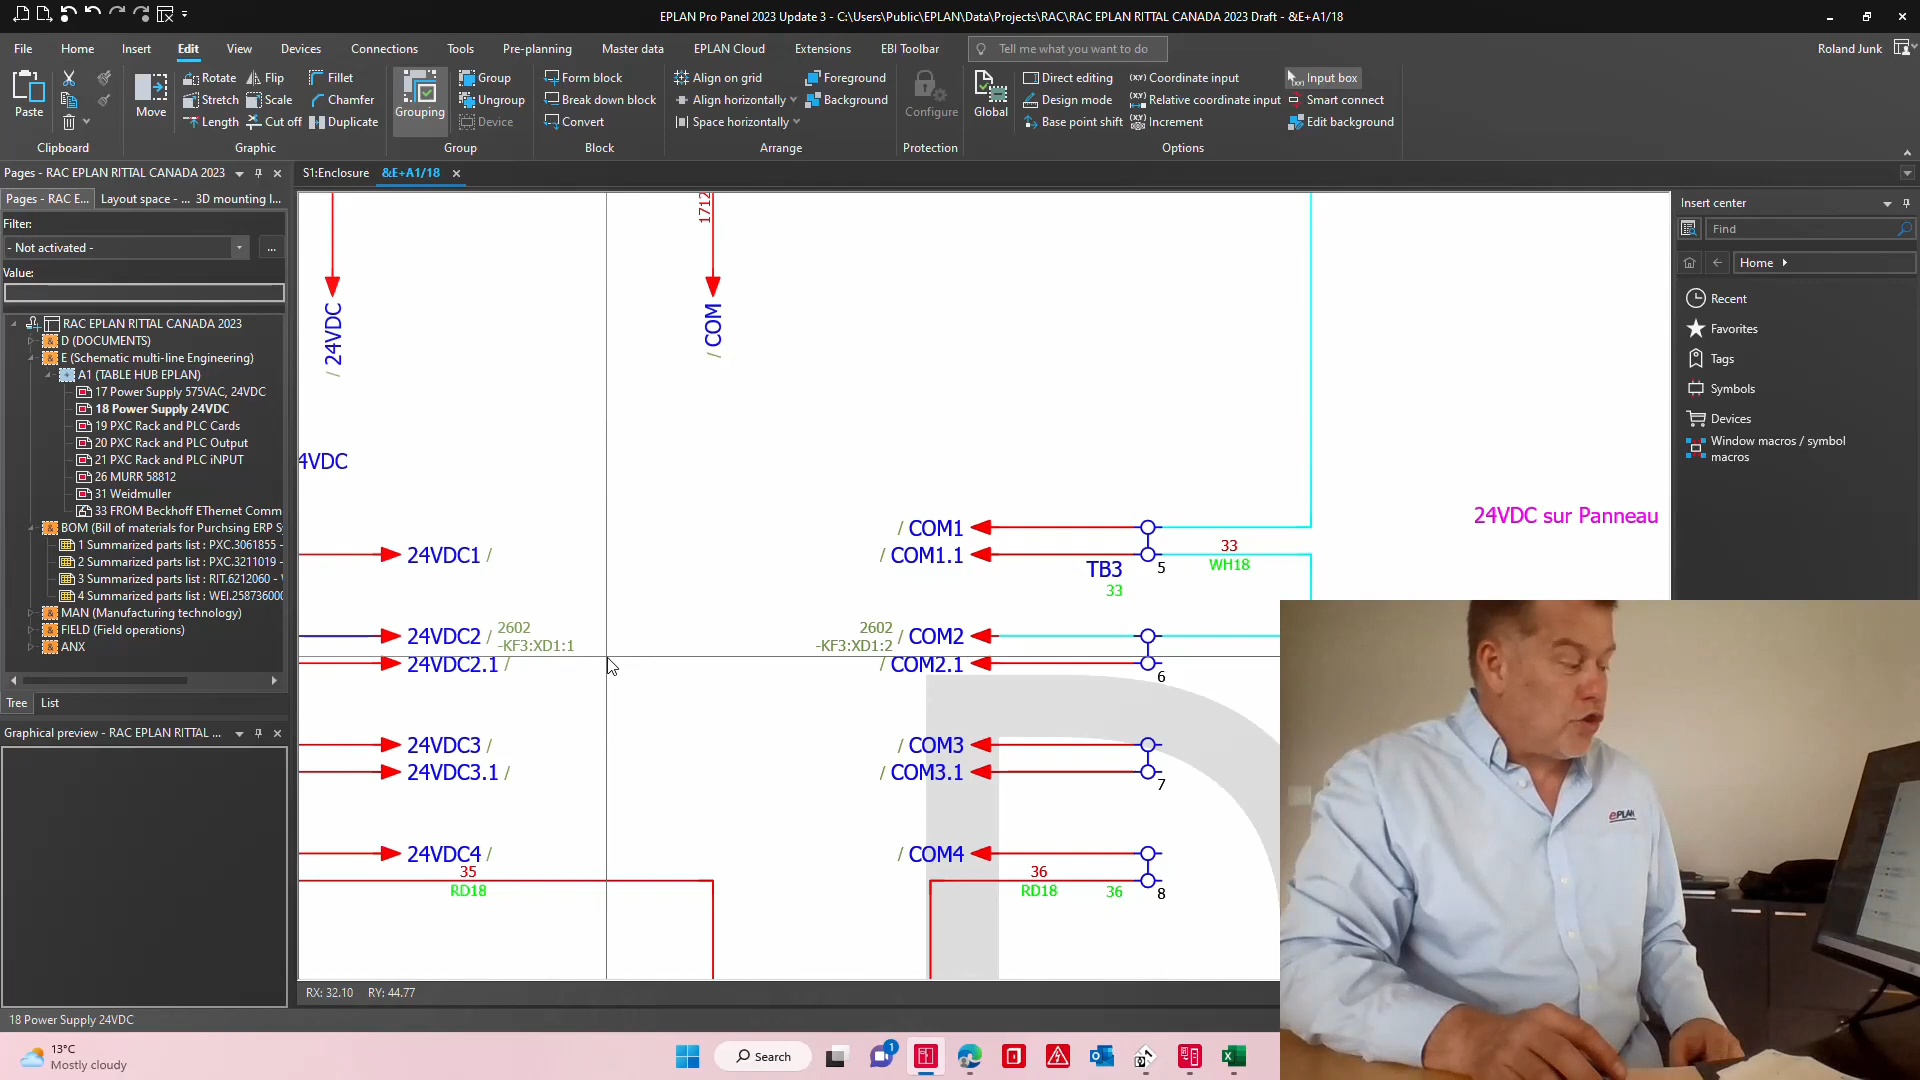 EPLAN Pro Panel 2023 Update 3 - C:\Users\Public\EPLAN\Data\Projects\RAC\RAC EPLAN RITTAL CANADA 2023 Draft - &E+A1/18
File Home Insert Edit View Devices Connections Tools Pre-planning Master data EPLAN Cloud Extensions EBI Toolbar Tell me what you want to do Roland Junk
Rotate Flip Fillet Group Form block Align on grid Foreground Direct editing Coordinate input Input box
Stretch Scale Chamfer Ungroup Break down block Align horizontally Background Design mode Relative coordinate input Smart connect
Paste Move Grouping Configure Global
Length Cut off Duplicate Device Convert Space horizontally Base point shift Increment Edit background
Clipboard Graphic Group Block Arrange Protection Options
Pages - RAC EPLAN RITTAL CANADA 2023
S1:Enclosure &E+A1/18
Pages - RAC E... Layout space - ... 3D mounting l...
Filter:
- Not activated -
...
Value:
RAC EPLAN RITTAL CANADA 2023
D (DOCUMENTS)
E (Schematic multi-line Engineering)
A1 (TABLE HUB EPLAN)
17 Power Supply 575VAC, 24VDC
18 Power Supply 24VDC
19 PXC Rack and PLC Cards
20 PXC Rack and PLC Output
21 PXC Rack and PLC iNPUT
26 MURR 58812
31 Weidmuller
33 FROM Beckhoff EThernet Comm
BOM (Bill of materials for Purchsing ERP S
1 Summarized parts list : PXC.3061855 -
2 Summarized parts list : PXC.3211019 -
3 Summarized parts list : RIT.6212060 -
4 Summarized parts list : WEI.258736000
MAN (Manufacturing technology)
FIELD (Field operations)
ANX
Tree List
Graphical preview - RAC EPLAN RITTAL ...
1712
/ 24VDC
/ COM
4VDC
24VDC1 /
24VDC2 / 2602
-KF3:XD1:1
24VDC2.1 /
24VDC3 /
24VDC3.1 /
24VDC4 /
35
RD18
/ COM1
/ COM1.1
TB3
33
5
33
WH18
2602 / COM2
-KF3:XD1:2
/ COM2.1
6
/ COM3
/ COM3.1
7
/ COM4
36
RD18
36
8
24VDC sur Panneau
Insert center
Find
Home
Recent
Favorites
Tags
Symbols
Devices
Window macros / symbol
macros
ePLAN
RX: 32.10 RY: 44.77
18 Power Supply 24VDC
13°C
Mostly cloudy
Search
1